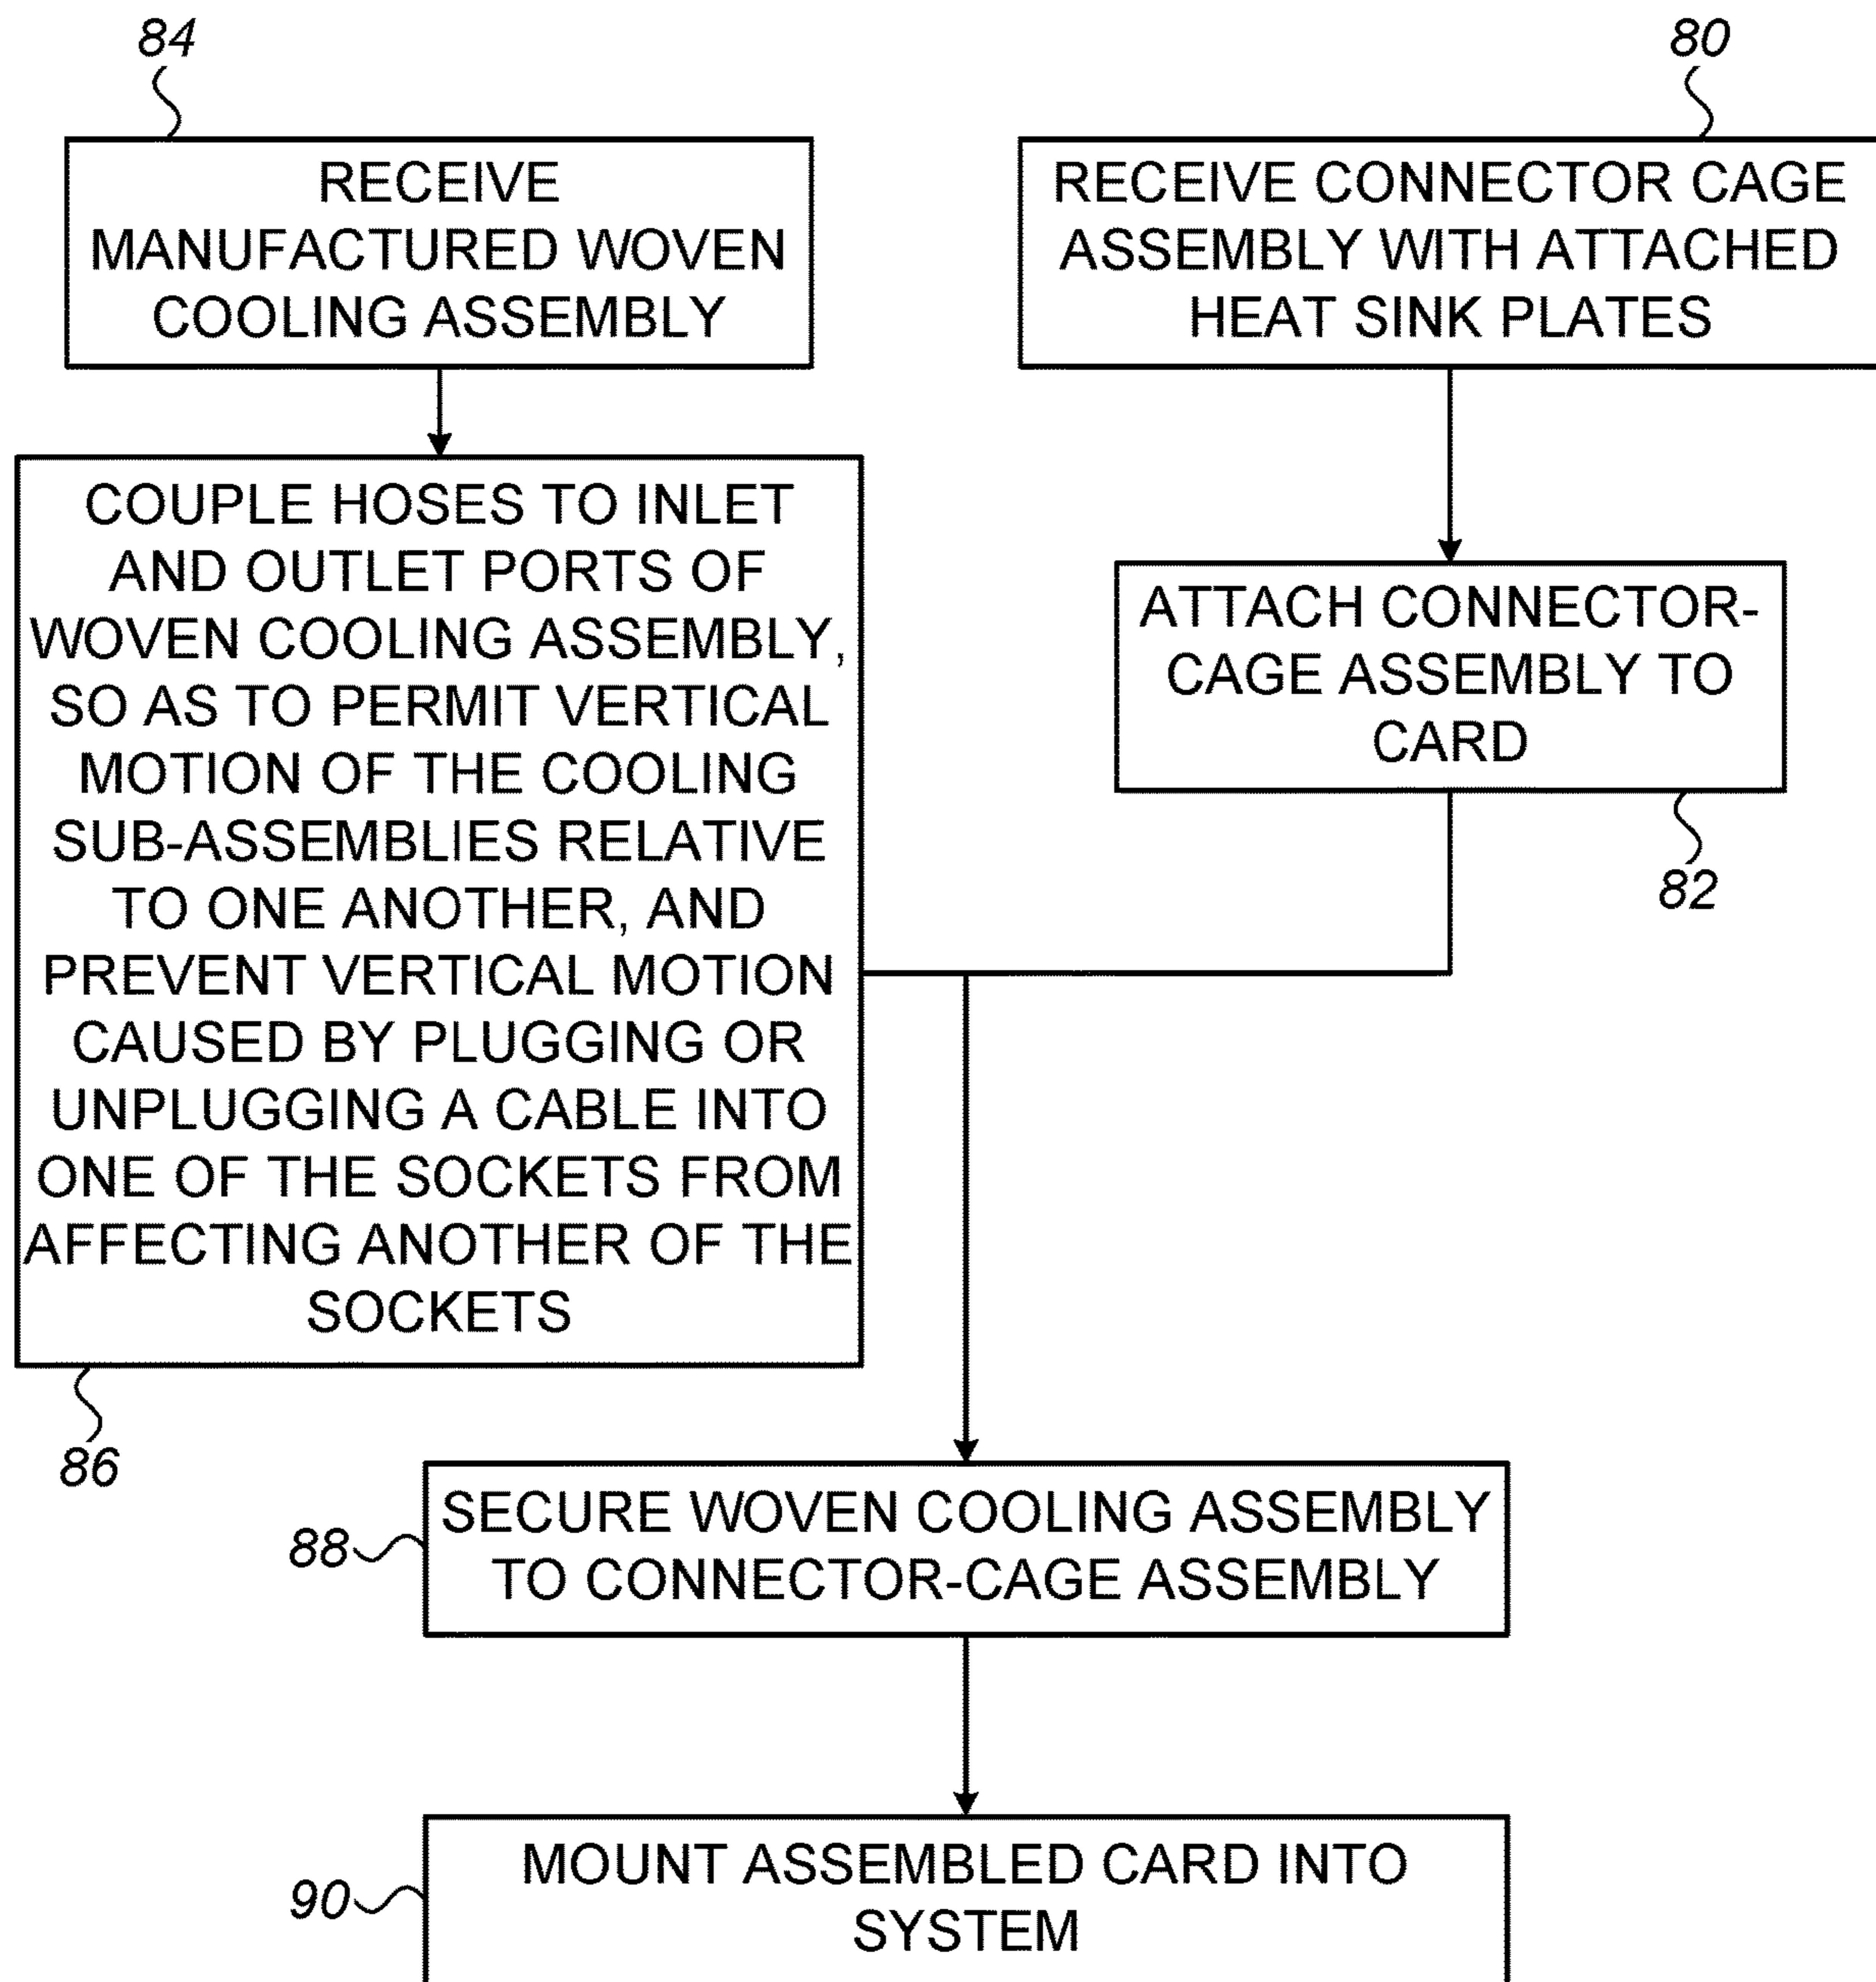 84
RECEIVE
MANUFACTURED WOVEN
COOLING ASSEMBLY
80
RECEIVE CONNECTOR CAGE
ASSEMBLY WITH ATTACHED
HEAT SINK PLATES
COUPLE HOSES TO INLET
AND OUTLET PORTS OF
WOVEN COOLING ASSEMBLY,
SO AS TO PERMIT VERTICAL
MOTION OF THE COOLING
SUB-ASSEMBLIES RELATIVE
TO ONE ANOTHER, AND
PREVENT VERTICAL MOTION
CAUSED BY PLUGGING OR
UNPLUGGING A CABLE INTO
ONE OF THE SOCKETS FROM
AFFECTING ANOTHER OF THE
SOCKETS
86
ATTACH CONNECTOR-
CAGE ASSEMBLY TO
CARD
82
88
SECURE WOVEN COOLING ASSEMBLY
TO CONNECTOR-CAGE ASSEMBLY
90
MOUNT ASSEMBLED CARD INTO
SYSTEM